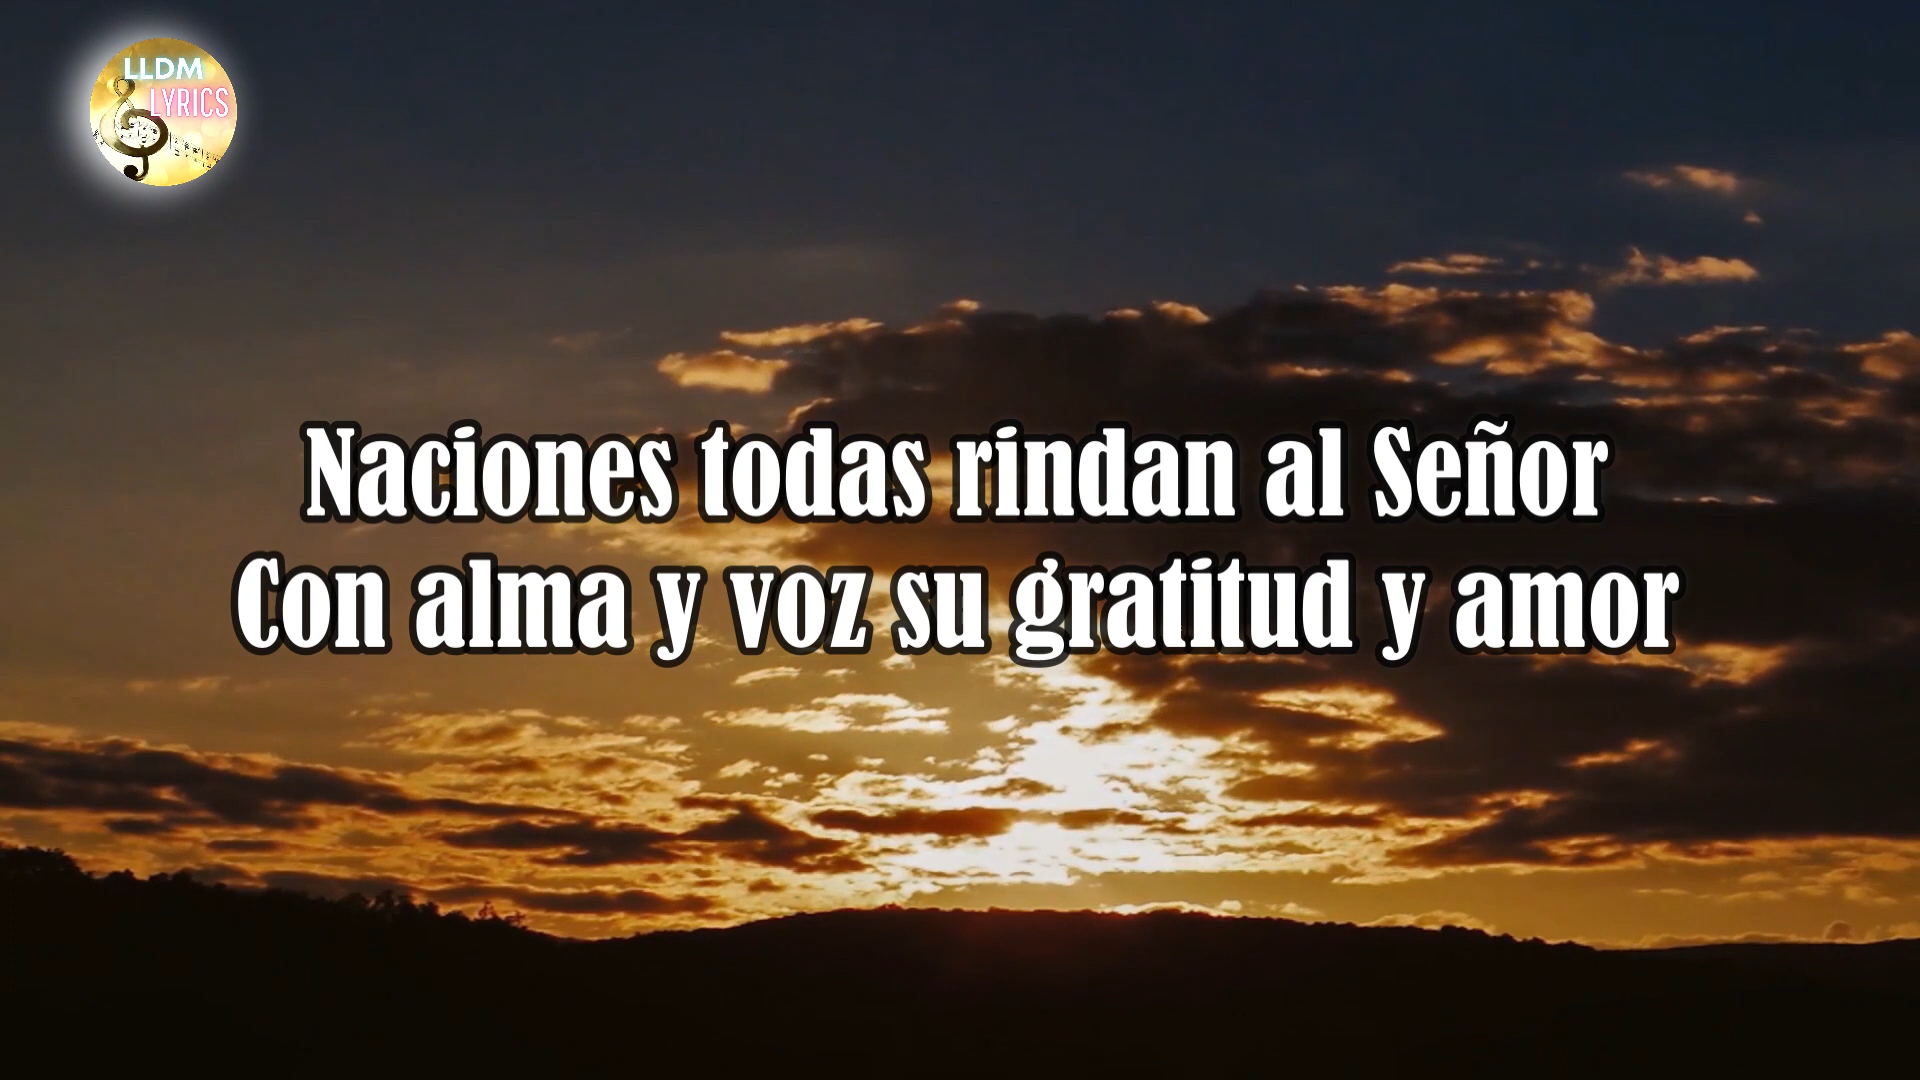 LLDM
LYRICS
Naciones todas rindan al Señor
Con alma y voz su gratitud y amor